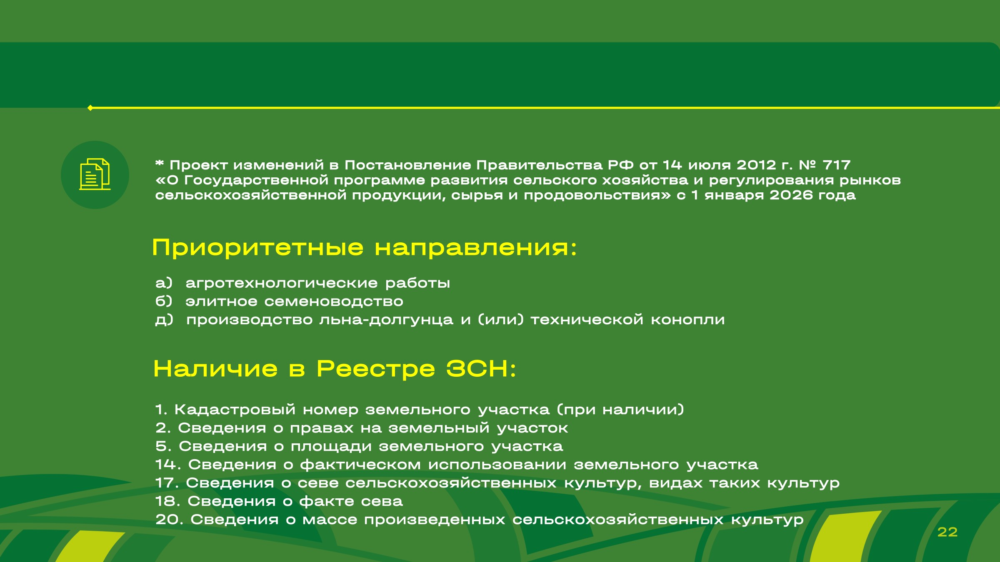 * Проект изменений в Постановление Правительства РФ от 14 июля 2012 г. № 717
«О Государственной программе развития сельского хозяйства и регулирования рынков
сельскохозяйственной продукции, сырья и продовольствия» с 1 января 2026 года
Приоритетные направления:
а) агротехнологические работы
б) элитное семеноводство
д) производство льна-долгунца и (или) технической конопли
Наличие в Реестре ЗСН:
1. Кадастровый номер земельного участка (при наличии)
2. Сведения о правах на земельный участок
5. Сведения о площади земельного участка
14. Сведения о фактическом использовании земельного участка
17. Сведения о севе сельскохозяйственных культур, видах таких культур
18. Сведения о факте сева
20. Сведения о массе произведенных сельскохозяйственных культур
22